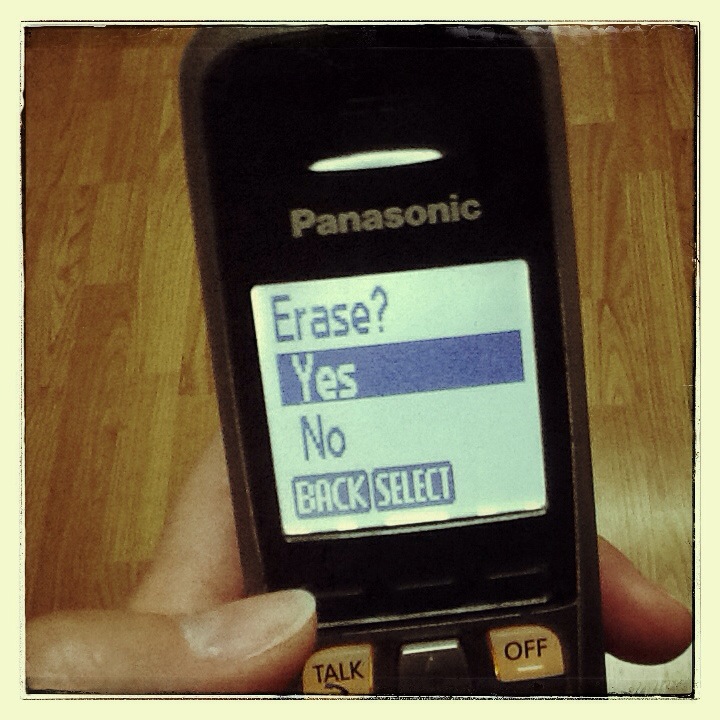 Panasonic
Erase?
Yes
No
BACK SELECT
TALK OFF